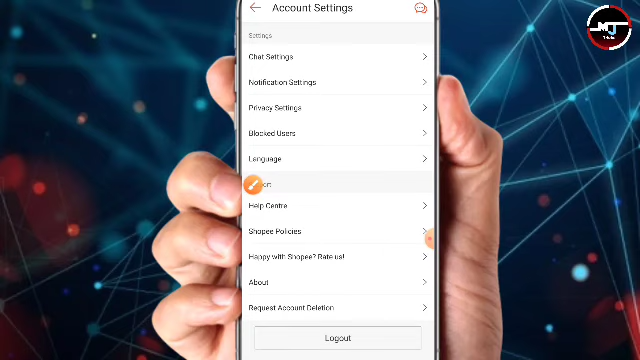 Account Settings
MJ
Settings
Chat Settings
Notification Settings
Privacy Settings
Blocked Users
Language
Help Centre
Shopee Policies
Happy with Shopee? Rate us!
About
Request Account Deletion
Logout